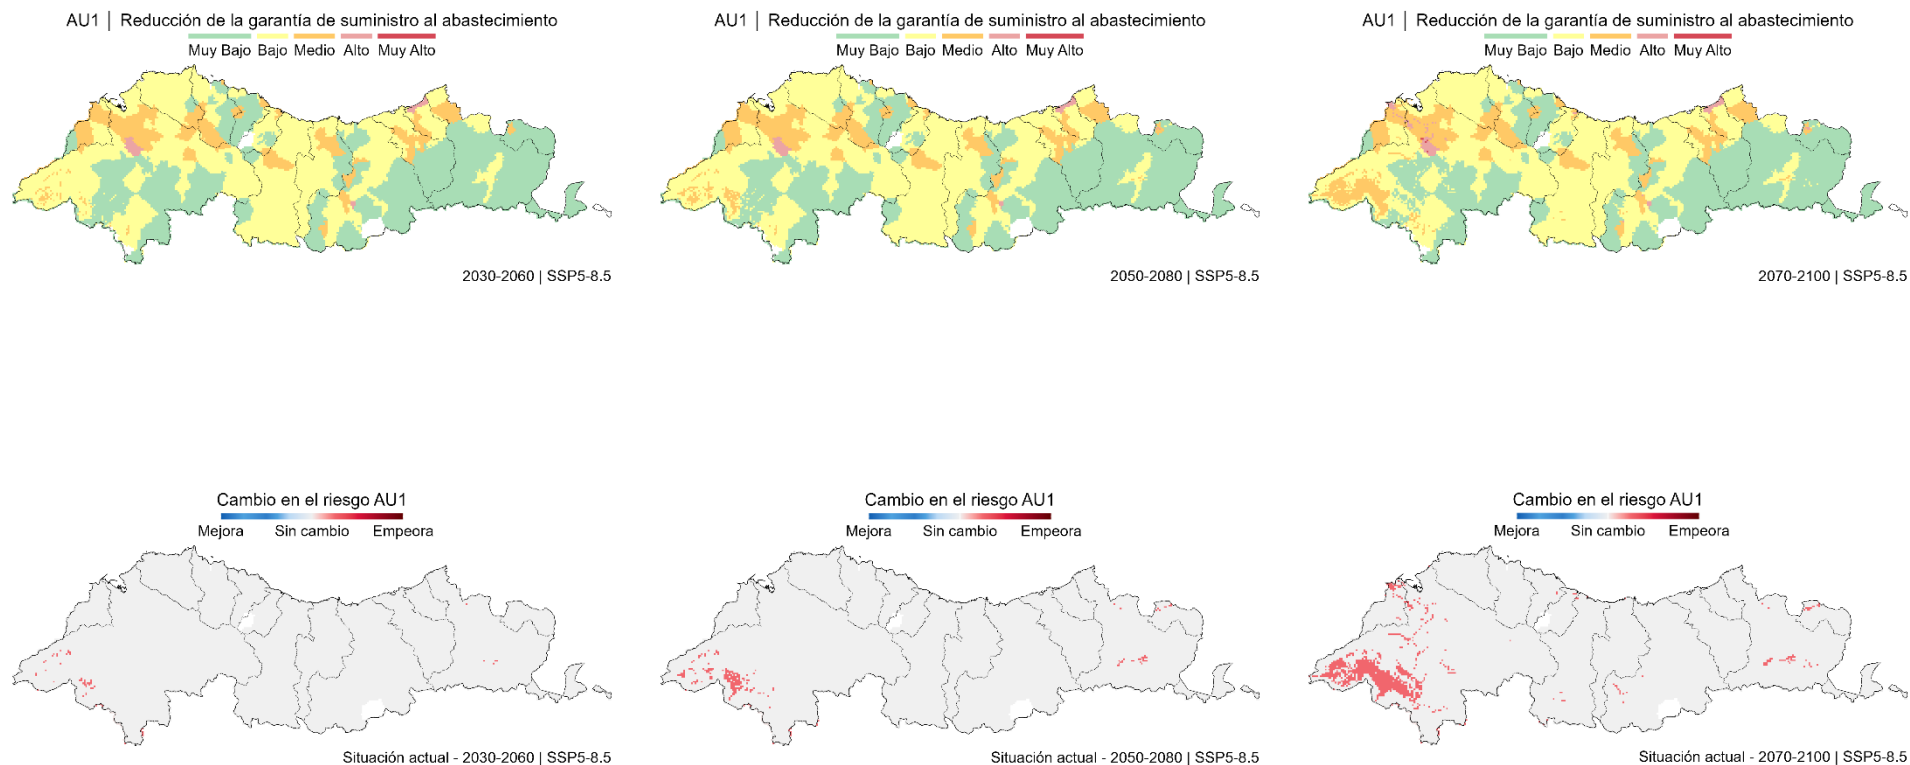 AU1 | Reducción de la garantía de suministro al abastecimiento
Muy Bajo Bajo Medio Alto Muy Alto
2030-2060 | SSP5-8.5
AU1 | Reducción de la garantía de suministro al abastecimiento
Muy Bajo Bajo Medio Alto Muy Alto
2050-2080 | SSP5-8.5
AU1 | Reducción de la garantía de suministro al abastecimiento
Muy Bajo Bajo Medio Alto Muy Alto
2070-2100 | SSP5-8.5
Cambio en el riesgo AU1
Mejora Sin cambio Empeora
Situación actual - 2030-2060 | SSP5-8.5
Cambio en el riesgo AU1
Mejora Sin cambio Empeora
Situación actual - 2050-2080 | SSP5-8.5
Cambio en el riesgo AU1
Mejora Sin cambio Empeora
Situación actual - 2070-2100 | SSP5-8.5